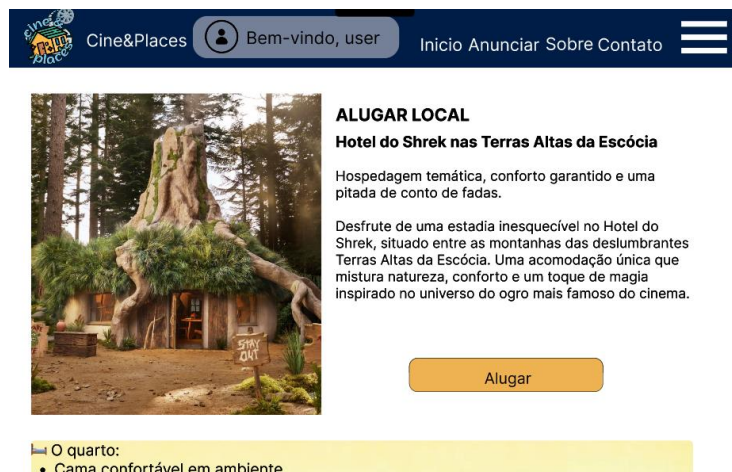 cine&
places
Cine&Places
Bem-vindo, user
Inicio Anunciar Sobre Contato
ALUGAR LOCAL
Hotel do Shrek nas Terras Altas da Escócia
Hospedagem temática, conforto garantido e uma
pitada de conto de fadas.
Desfrute de uma estadia inesquecível no Hotel do
Shrek, situado entre as montanhas das deslumbrantes
Terras Altas da Escócia. Uma acomodação única que
mistura natureza, conforto e um toque de magia
inspirado no universo do ogro mais famoso do cinema.
STAY
OUT
Alugar
🛏️ O quarto:
• Cama confortável em ambiente